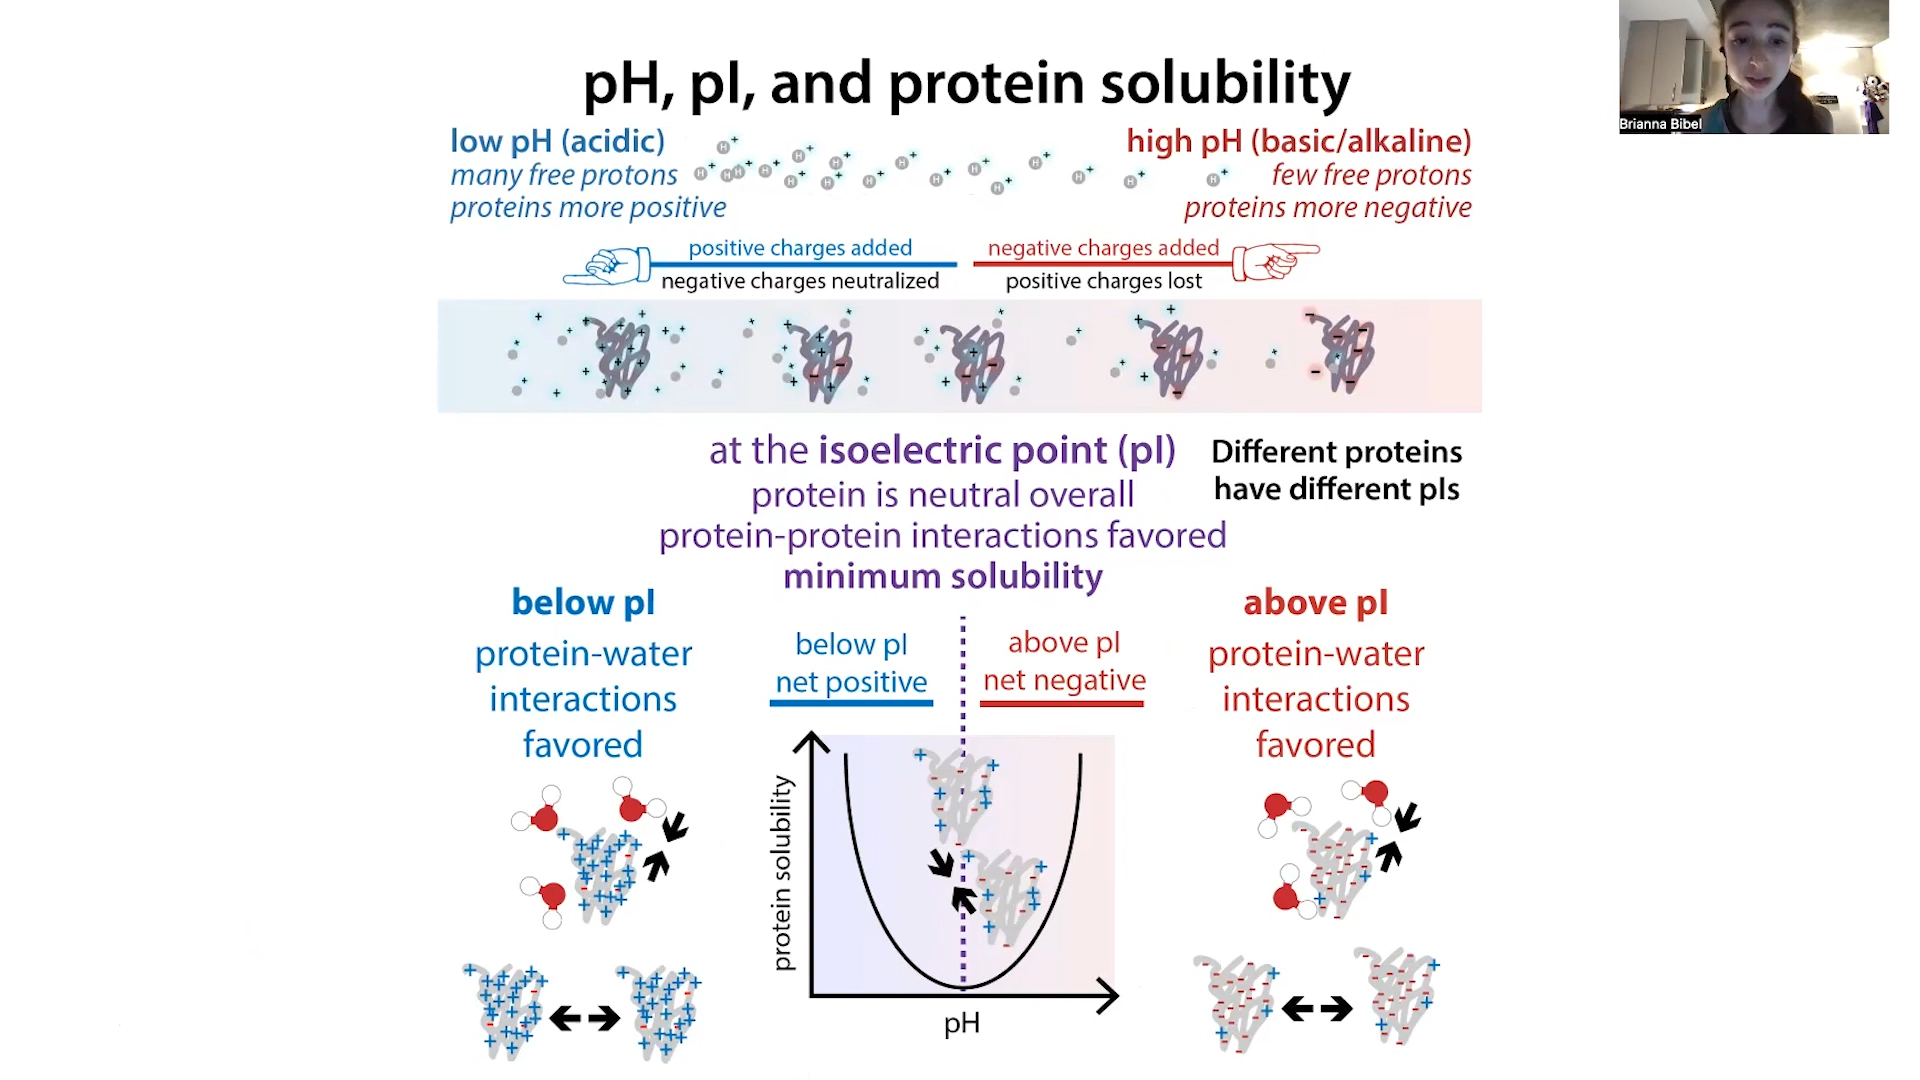 Brianna Bibel
pH, pI, and protein solubility
low pH (acidic)
many free protons
proteins more positive
high pH (basic/alkaline)
few free protons
proteins more negative
positive charges added
negative charges neutralized
negative charges added
positive charges lost
at the isoelectric point (pI)
protein is neutral overall
protein-protein interactions favored
minimum solubility
Different proteins
have different pIs
below pI
protein-water
interactions
favored
below pI
net positive
above pI
net negative
above pI
protein-water
interactions
favored
protein solubility
pH